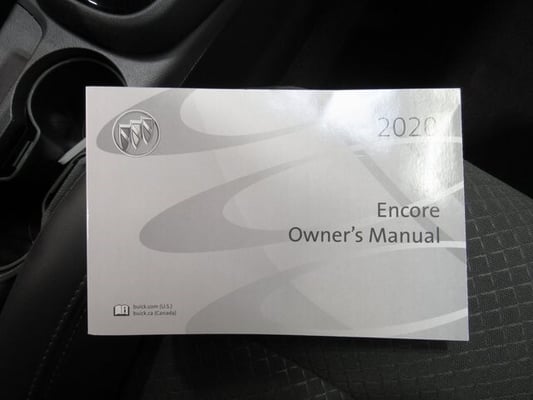 2020
Encore
Owner's Manual
buick.com (U.S.)
buick.ca (Canada)